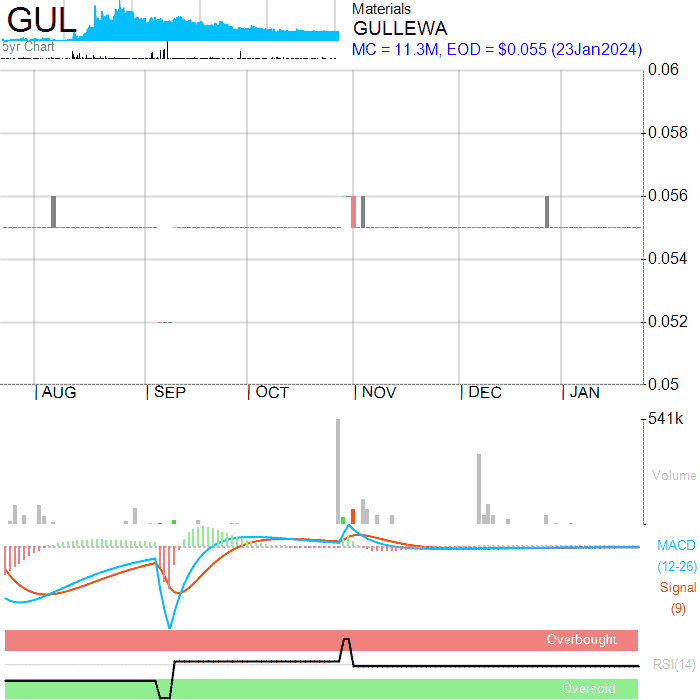 GUL
5yr Chart
Materials
GULLEWA
MC = 11.3M, EOD = $0.055 (23Jan2024)
0.06
0.058
0.056
0.054
0.052
0.05
AUG SEP OCT NOV DEC JAN
541k
Volume
MACD
(12-26)
Signal
(9)
Overbought
RSI(14)
Oversold